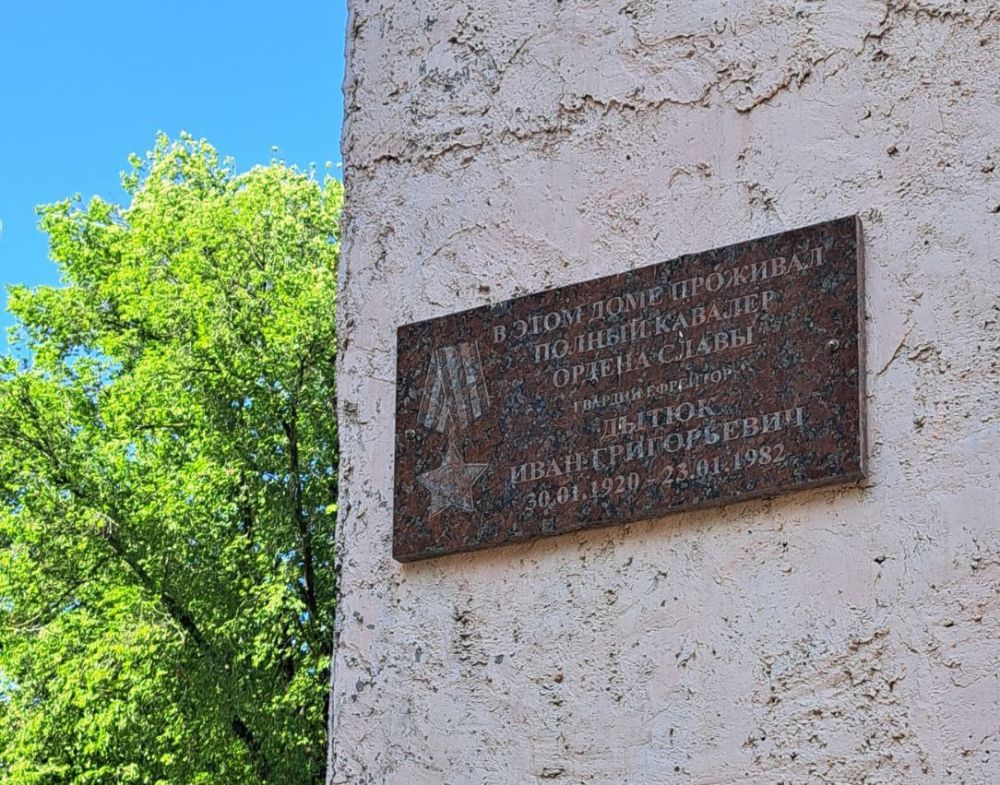 В ЭТОМ ДОМЕ ПРОЖИВАЛ
ПОЛНЫЙ КАВАЛЕР
ОРДЕНА СЛАВЫ
ГВАРДИИ ЕФРЕЙТОР
ДЫТЮК
ИВАН ГРИГОРЬЕВИЧ
30.01.1920 - 23.01.1982